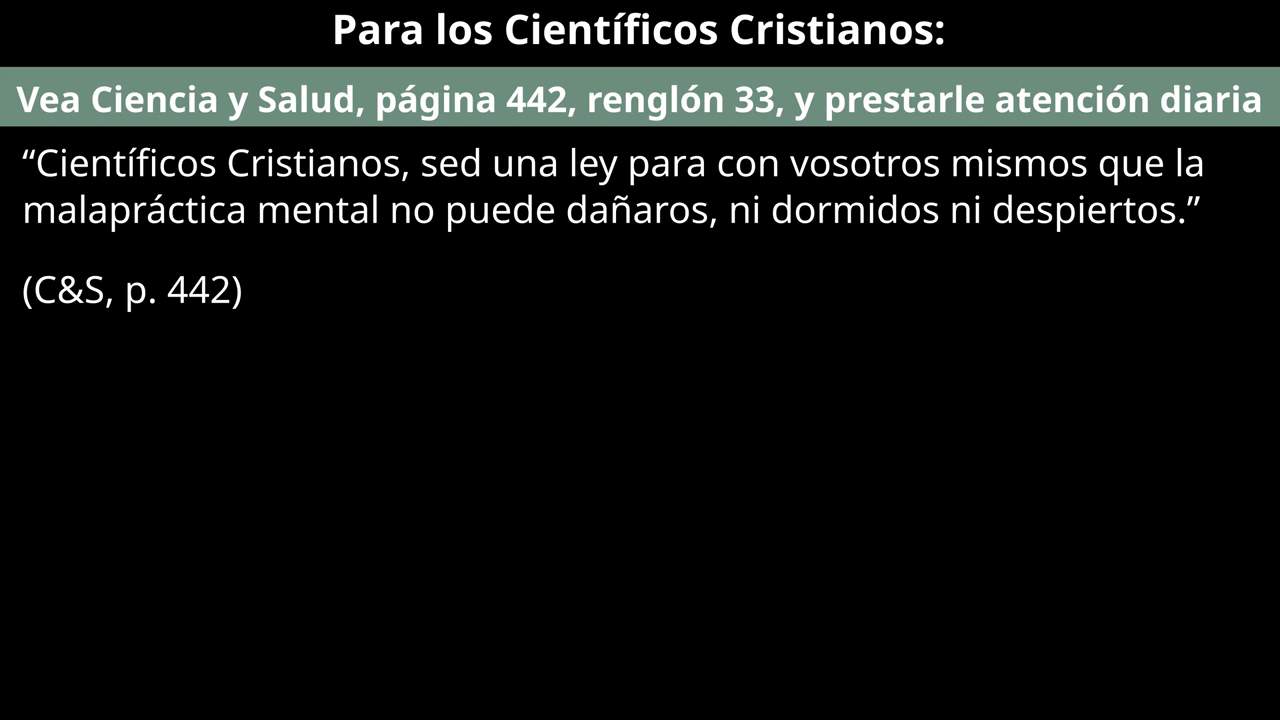 Para los Científicos Cristianos:
Vea Ciencia y Salud, página 442, renglón 33, y prestarle atención diaria
“Científicos Cristianos, sed una ley para con vosotros mismos que la
malapráctica mental no puede dañaros, ni dormidos ni despiertos.”
(C&S, p. 442)